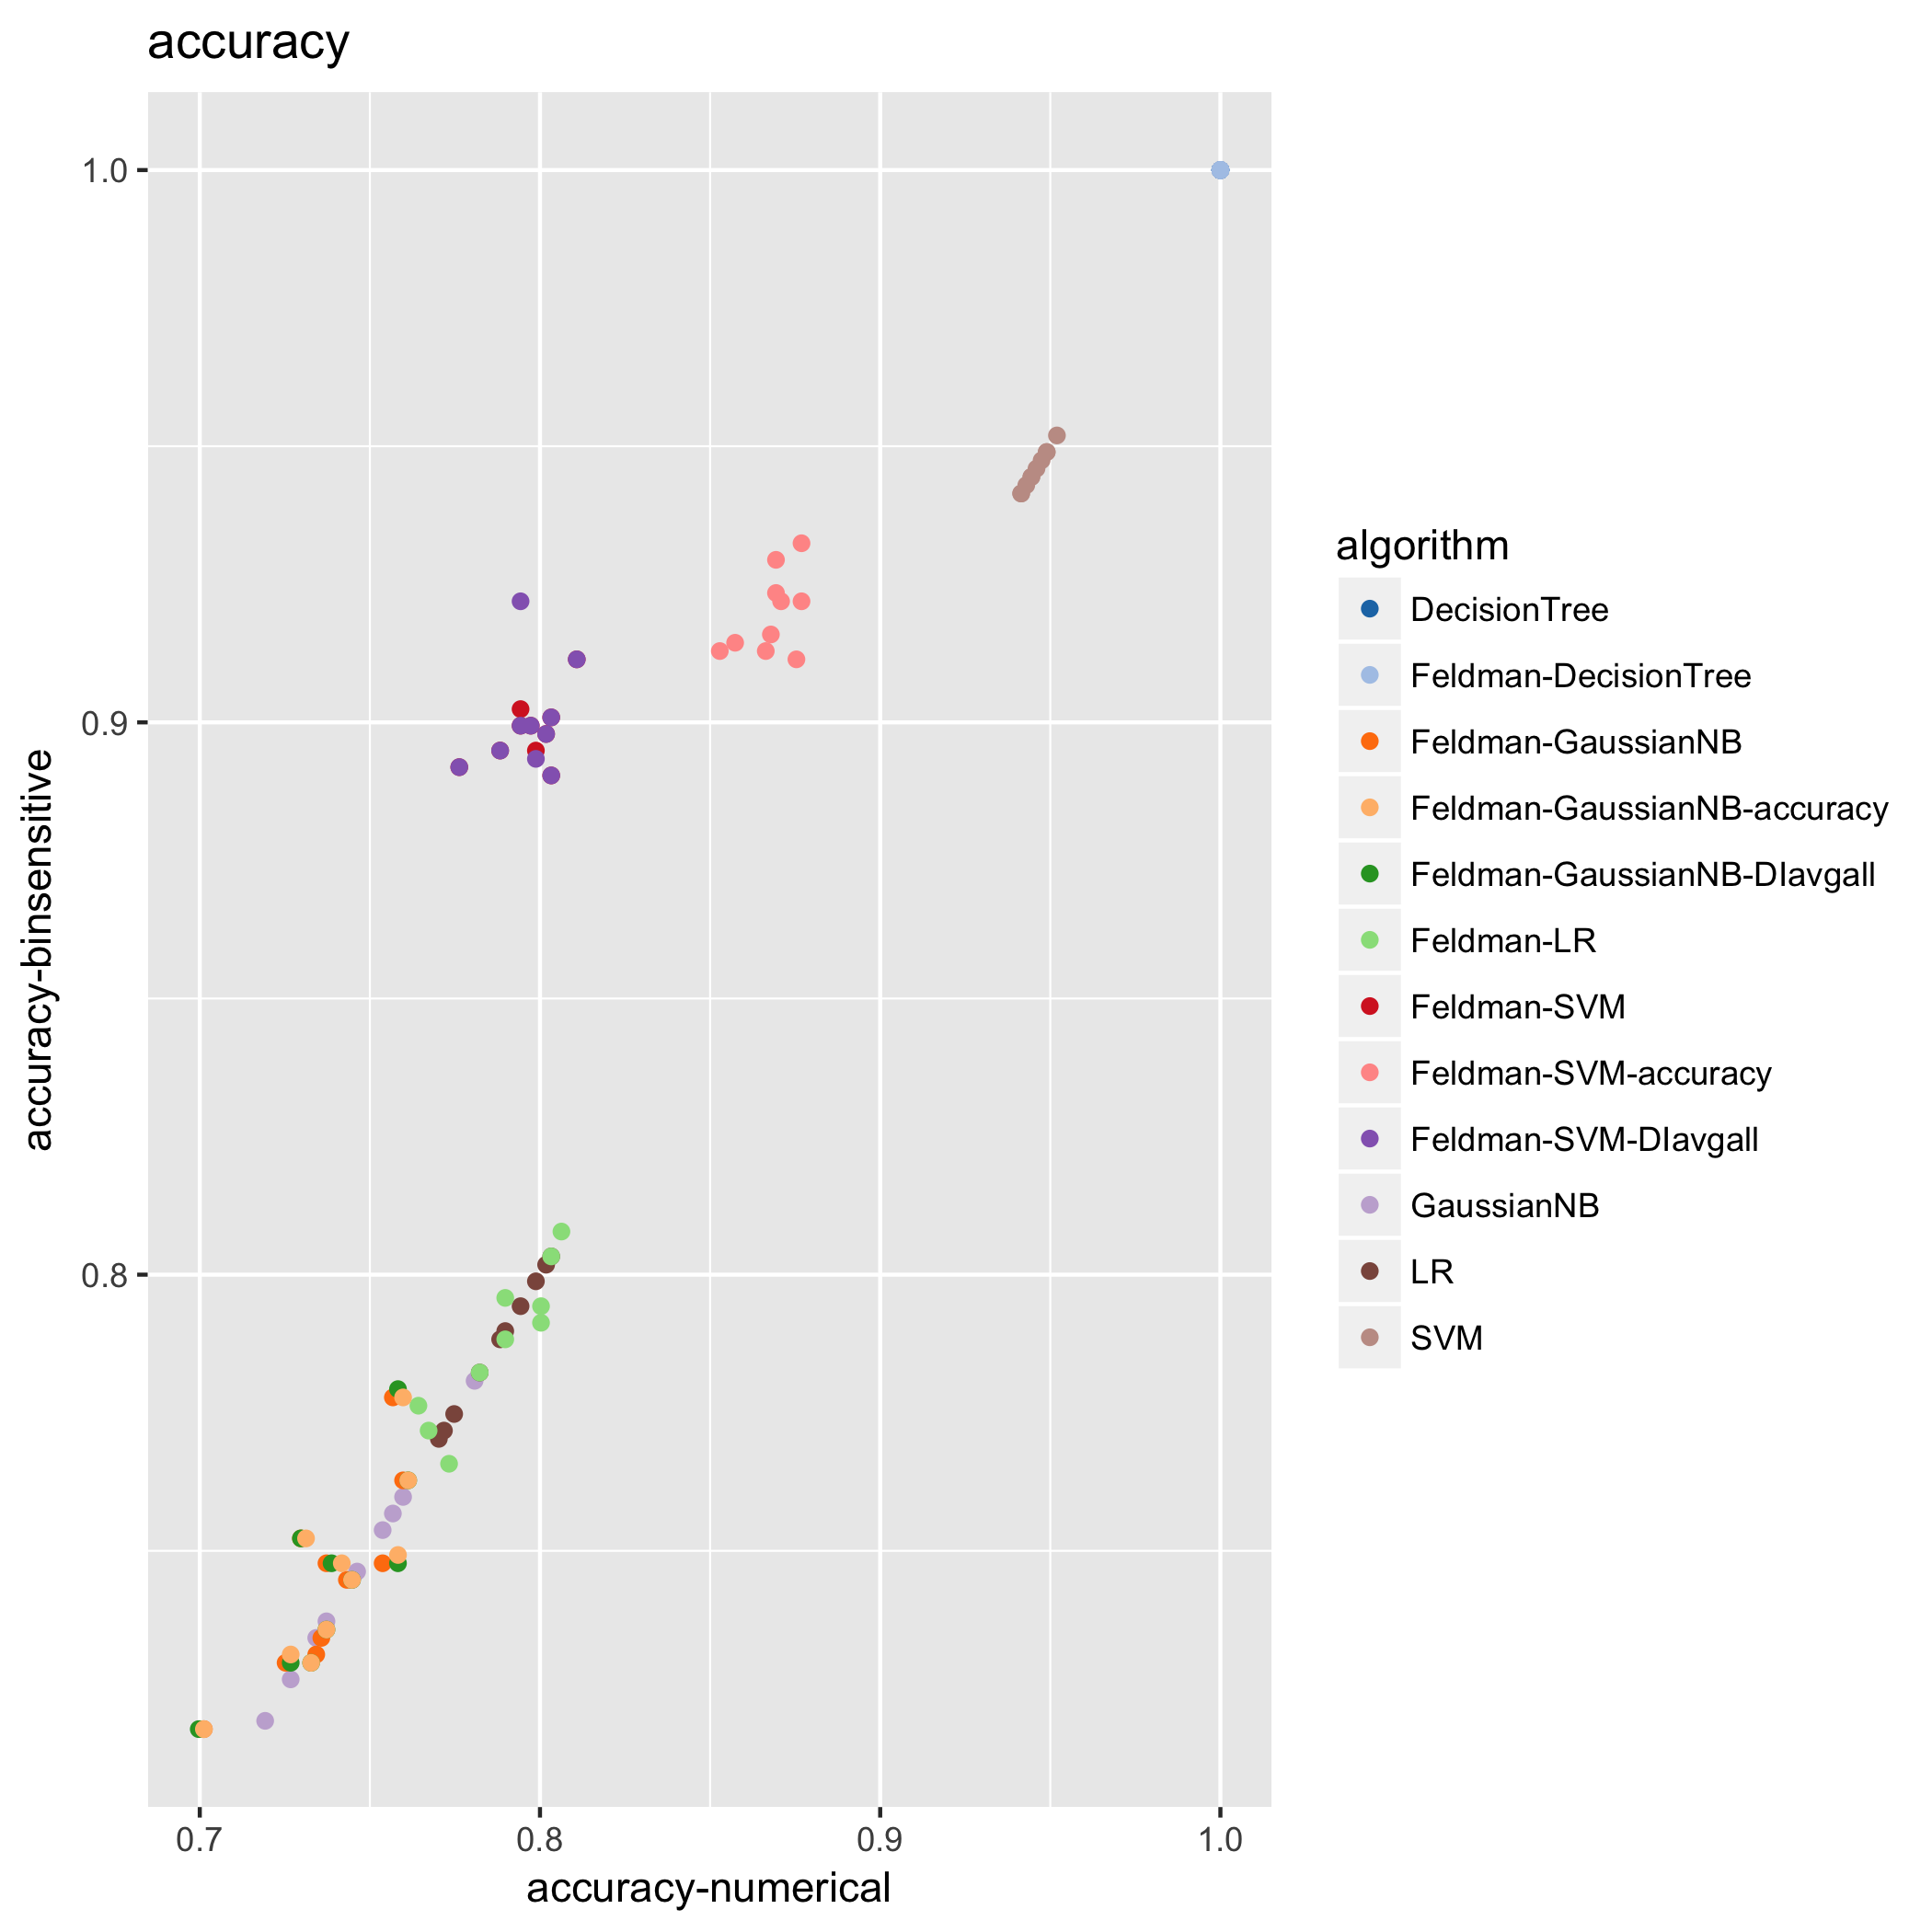 accuracy
1.0
0.9
0.8
accuracy-binsensitive
0.7
0.8
0.9
1.0
accuracy-numerical
algorithm
DecisionTree
Feldman-DecisionTree
Feldman-GaussianNB
Feldman-GaussianNB-accuracy
Feldman-GaussianNB-DIavgall
Feldman-LR
Feldman-SVM
Feldman-SVM-accuracy
Feldman-SVM-DIavgall
GaussianNB
LR
SVM